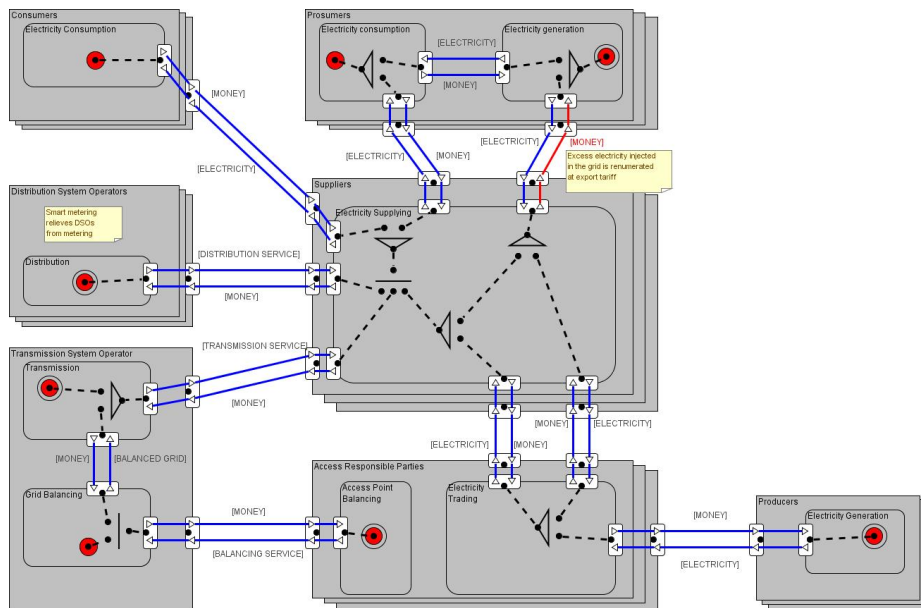 Consumers
Electricity Consumption
[MONEY]
[ELECTRICITY]
Prosumers
Electricity consumption
[ELECTRICITY]
[MONEY]
Electricity generation
[ELECTRICITY]
[MONEY]
[ELECTRICITY]
[MONEY]
Excess electricity injected
in the grid is renumerated
at export tariff
Distribution System Operators
Smart metering
relieves DSOs
from metering
Distribution
[DISTRIBUTION SERVICE]
[MONEY]
Suppliers
Electricity Supplying
Transmission System Operator
Transmission
[TRANSMISSION SERVICE]
[MONEY]
[MONEY]
[BALANCED GRID]
Grid Balancing
[MONEY]
[BALANCING SERVICE]
[ELECTRICITY]
[MONEY]
[MONEY]
[ELECTRICITY]
Access Responsible Parties
Access Point
Balancing
Electricity
Trading
[MONEY]
[ELECTRICITY]
Producers
Electricity Generation